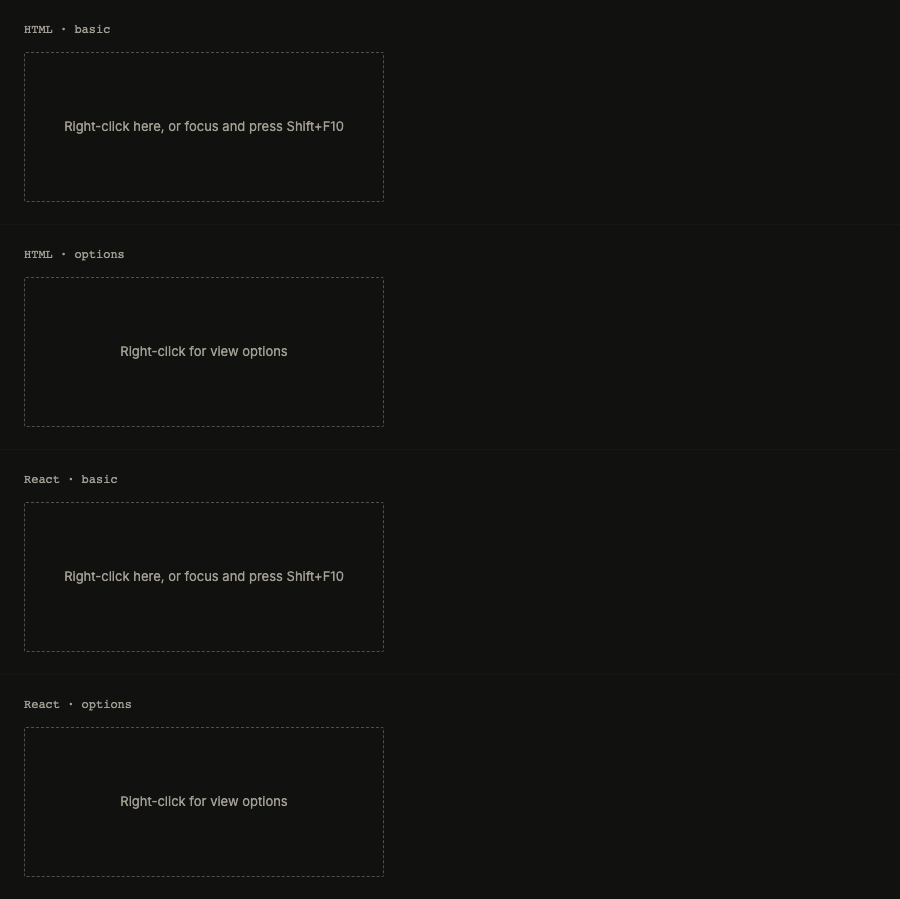 HTML · basic
Right-click here, or focus and press Shift+F10
HTML · options
Right-click for view options
React · basic
Right-click here, or focus and press Shift+F10
React · options
Right-click for view options